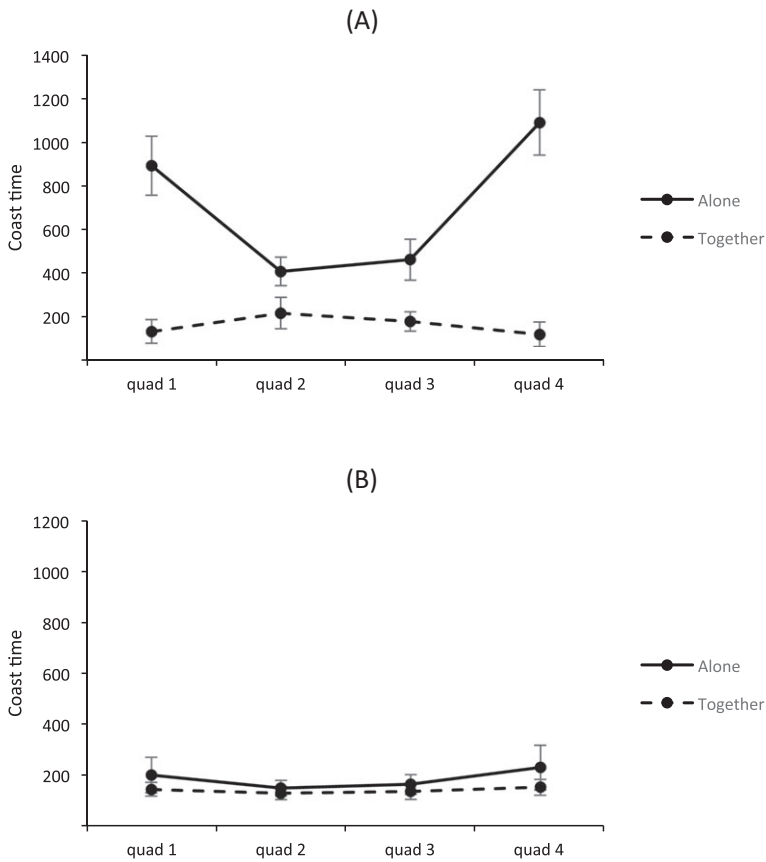 (A)
1400
1200
1000
800
600
400
200
Coast time
quad 1
quad 2
quad 3
quad 4
Alone
Together
(B)
1200
1000
800
600
400
200
Coast time
quad 1
quad 2
quad 3
quad 4
Alone
Together